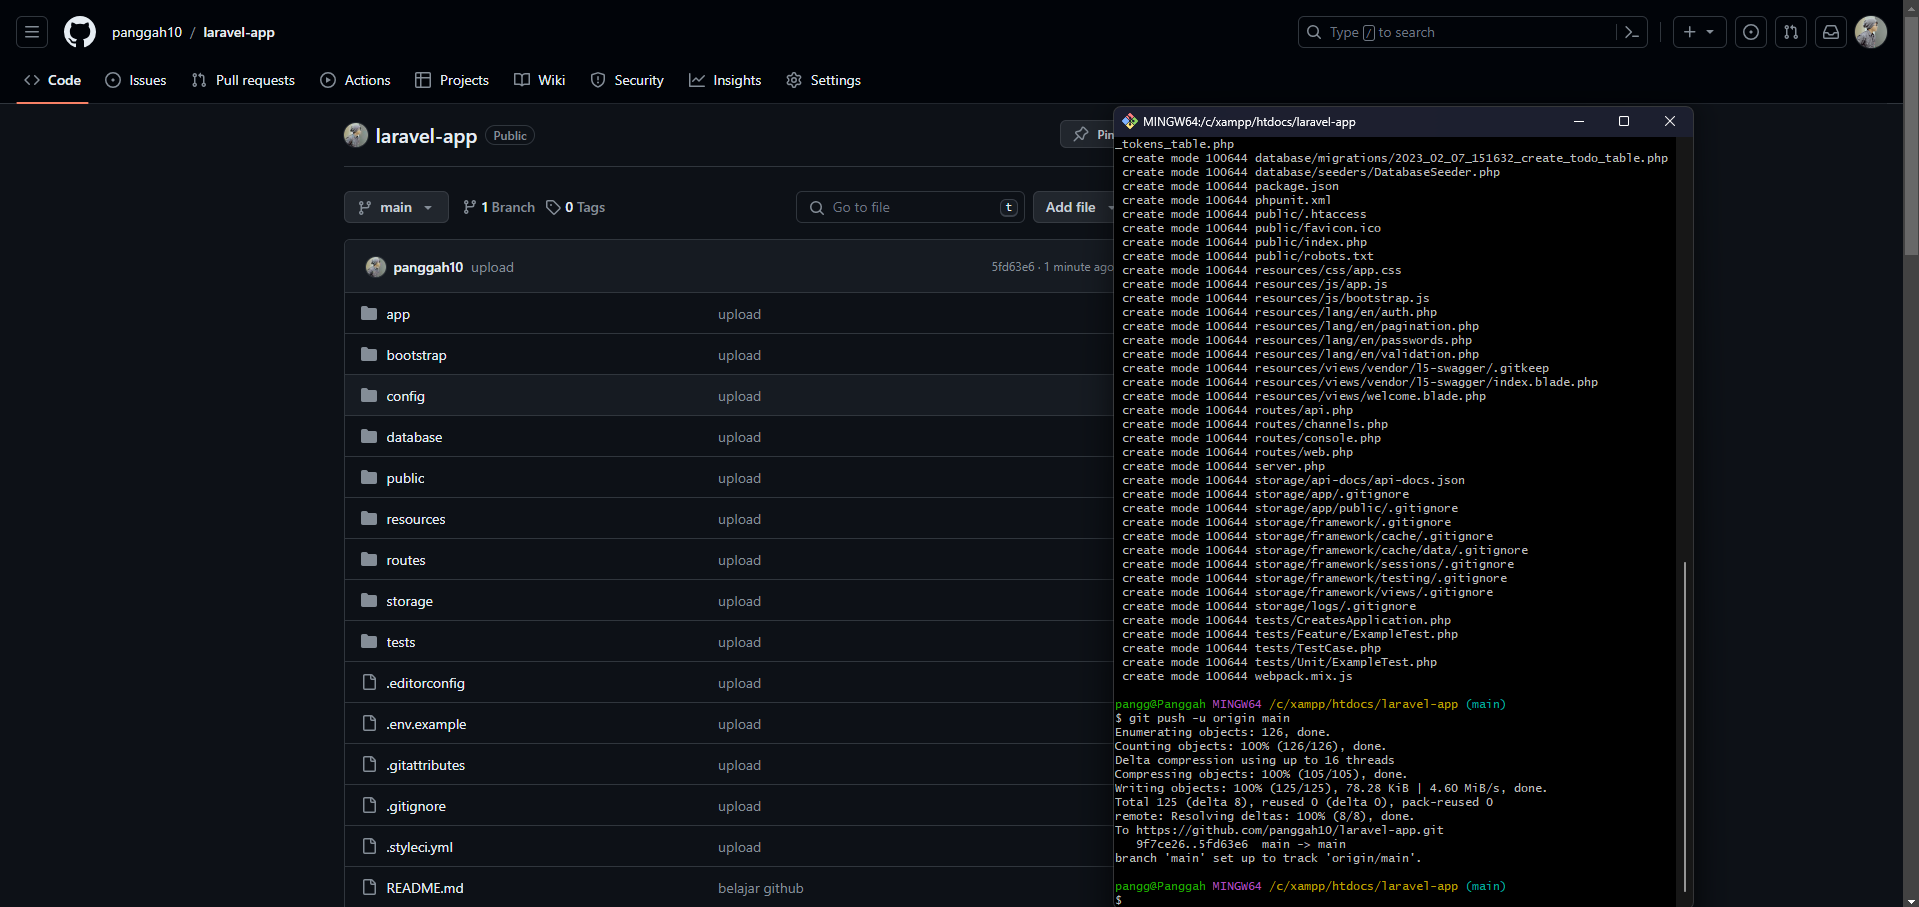 panggah10 / laravel-app
Type / to search
Code Issues Pull requests Actions Projects Wiki Security Insights Settings
laravel-app Public
main 1 Branch 0 Tags Go to file t Add file
panggah10 upload 5fd63e6 · 1 minute ago
app upload
bootstrap upload
config upload
database upload
public upload
resources upload
routes upload
storage upload
tests upload
.editorconfig upload
.env.example upload
.gitattributes upload
.gitignore upload
.styleci.yml upload
README.md belajar github
MINGW64:/c/xampp/htdocs/laravel-app
_tokens_table.php
create mode 100644 database/migrations/2023_02_07_151632_create_todo_table.php
create mode 100644 database/seeders/DatabaseSeeder.php
create mode 100644 package.json
create mode 100644 phpunit.xml
create mode 100644 public/.htaccess
create mode 100644 public/favicon.ico
create mode 100644 public/index.php
create mode 100644 public/robots.txt
create mode 100644 resources/css/app.css
create mode 100644 resources/js/app.js
create mode 100644 resources/js/bootstrap.js
create mode 100644 resources/lang/en/auth.php
create mode 100644 resources/lang/en/pagination.php
create mode 100644 resources/lang/en/passwords.php
create mode 100644 resources/lang/en/validation.php
create mode 100644 resources/views/vendor/l5-swagger/.gitkeep
create mode 100644 resources/views/vendor/l5-swagger/index.blade.php
create mode 100644 resources/views/welcome.blade.php
create mode 100644 routes/api.php
create mode 100644 routes/channels.php
create mode 100644 routes/console.php
create mode 100644 routes/web.php
create mode 100644 server.php
create mode 100644 storage/api-docs/api-docs.json
create mode 100644 storage/app/.gitignore
create mode 100644 storage/app/public/.gitignore
create mode 100644 storage/framework/.gitignore
create mode 100644 storage/framework/cache/.gitignore
create mode 100644 storage/framework/cache/data/.gitignore
create mode 100644 storage/framework/sessions/.gitignore
create mode 100644 storage/framework/testing/.gitignore
create mode 100644 storage/framework/views/.gitignore
create mode 100644 storage/logs/.gitignore
create mode 100644 tests/CreatesApplication.php
create mode 100644 tests/Feature/ExampleTest.php
create mode 100644 tests/TestCase.php
create mode 100644 tests/Unit/ExampleTest.php
create mode 100644 webpack.mix.js
pangg@Panggah MINGW64 /c/xampp/htdocs/laravel-app (main)
$ git push -u origin main
Enumerating objects: 126, done.
Counting objects: 100% (126/126), done.
Delta compression using up to 16 threads
Compressing objects: 100% (105/105), done.
Writing objects: 100% (125/125), 78.28 KiB | 4.60 MiB/s, done.
Total 125 (delta 8), reused 0 (delta 0), pack-reused 0
remote: Resolving deltas: 100% (8/8), done.
To https://github.com/panggah10/laravel-app.git
9f7ce26..5fd63e6 main -> main
branch 'main' set up to track 'origin/main'.
pangg@Panggah MINGW64 /c/xampp/htdocs/laravel-app (main)
$